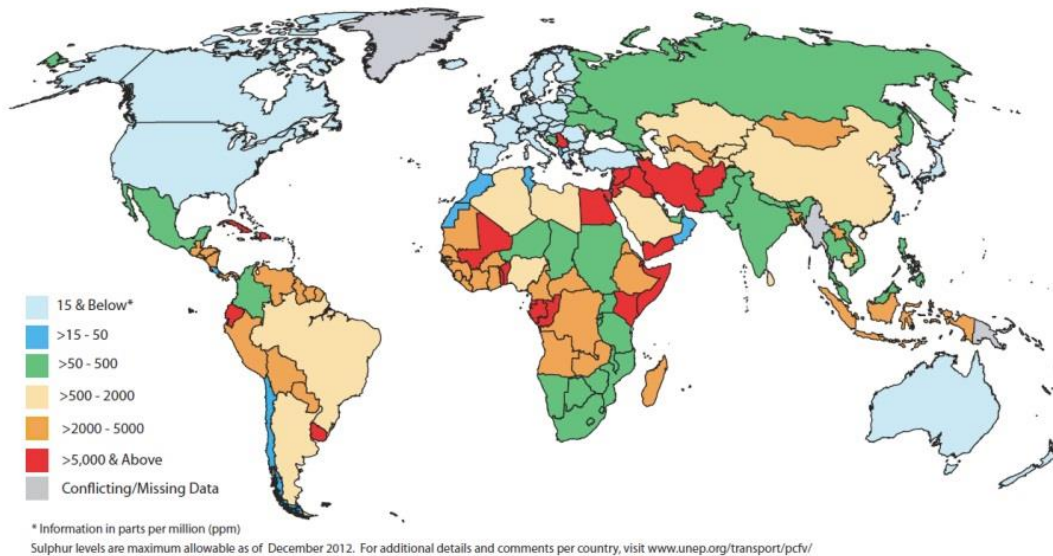 15 & Below*
>15 - 50
>50 - 500
>500 - 2000
>2000 - 5000
>5,000 & Above
Conflicting/Missing Data
* Information in parts per million (ppm)
Sulphur levels are maximum allowable as of December 2012. For additional details and comments per country, visit www.unep.org/transport/pcfv/